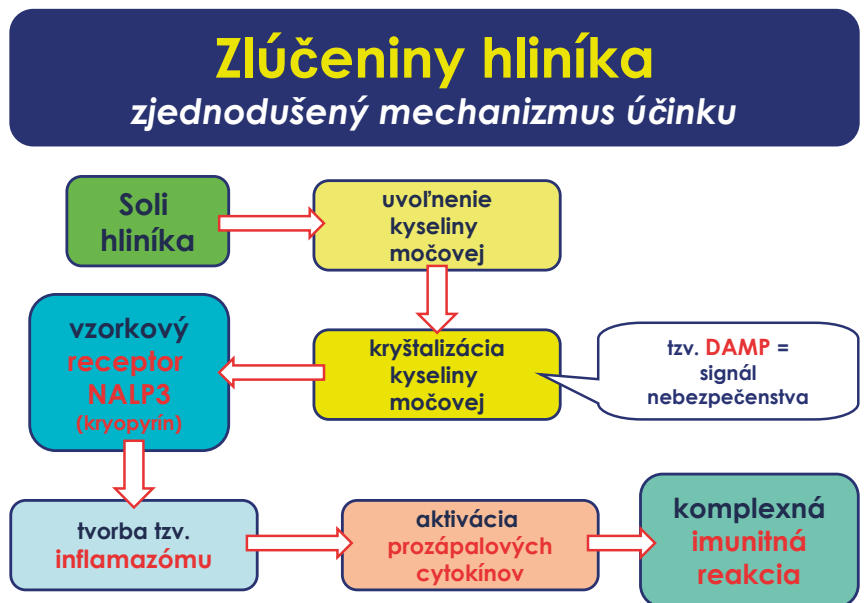 Zlúčeniny hliníka
zjednodušený mechanizmus účinku
Soli
hliníka
uvoľnenie
kyseliny
močovej
vzorkový
receptor
NALP3
(kryopyrín)
kryštalizácia
kyseliny
močovej
tzv. DAMP =
signál
nebezpečenstva
tvorba tzv.
inflamazómu
aktivácia
prozápalových
cytokínov
komplexná
imunitná
reakcia